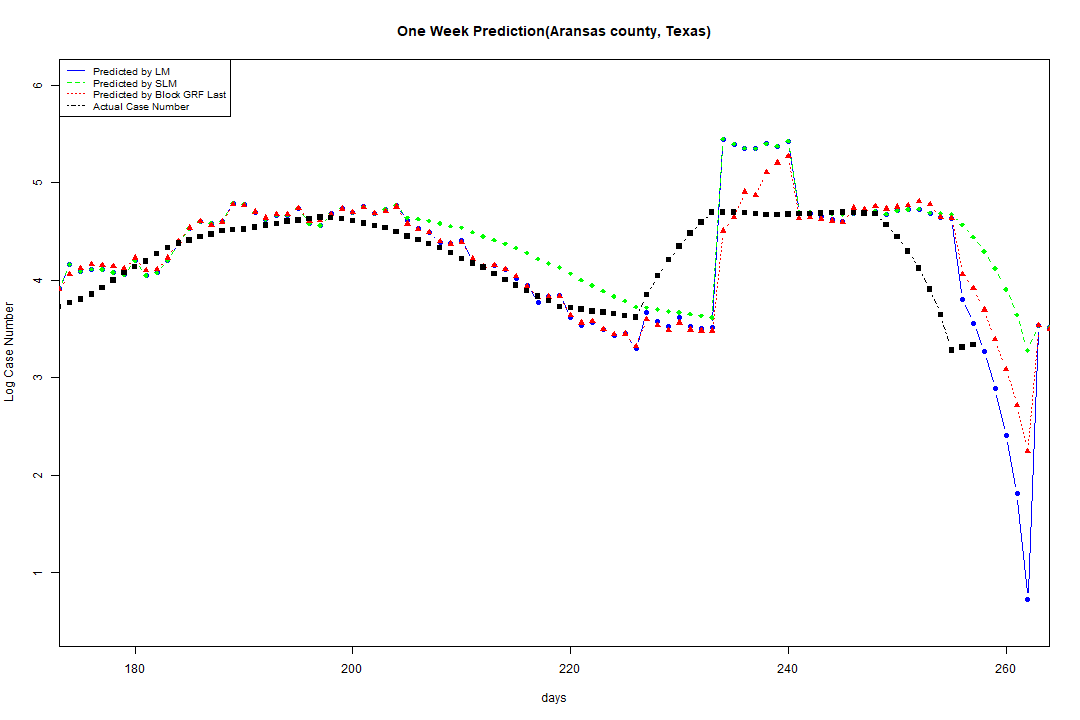 One Week Prediction(Aransas county, Texas)
Predicted by LM
Predicted by SLM
Predicted by Block GRF Last
Actual Case Number
6
5
4
3
2
1
Log Case Number
180 200 220 240 260
days